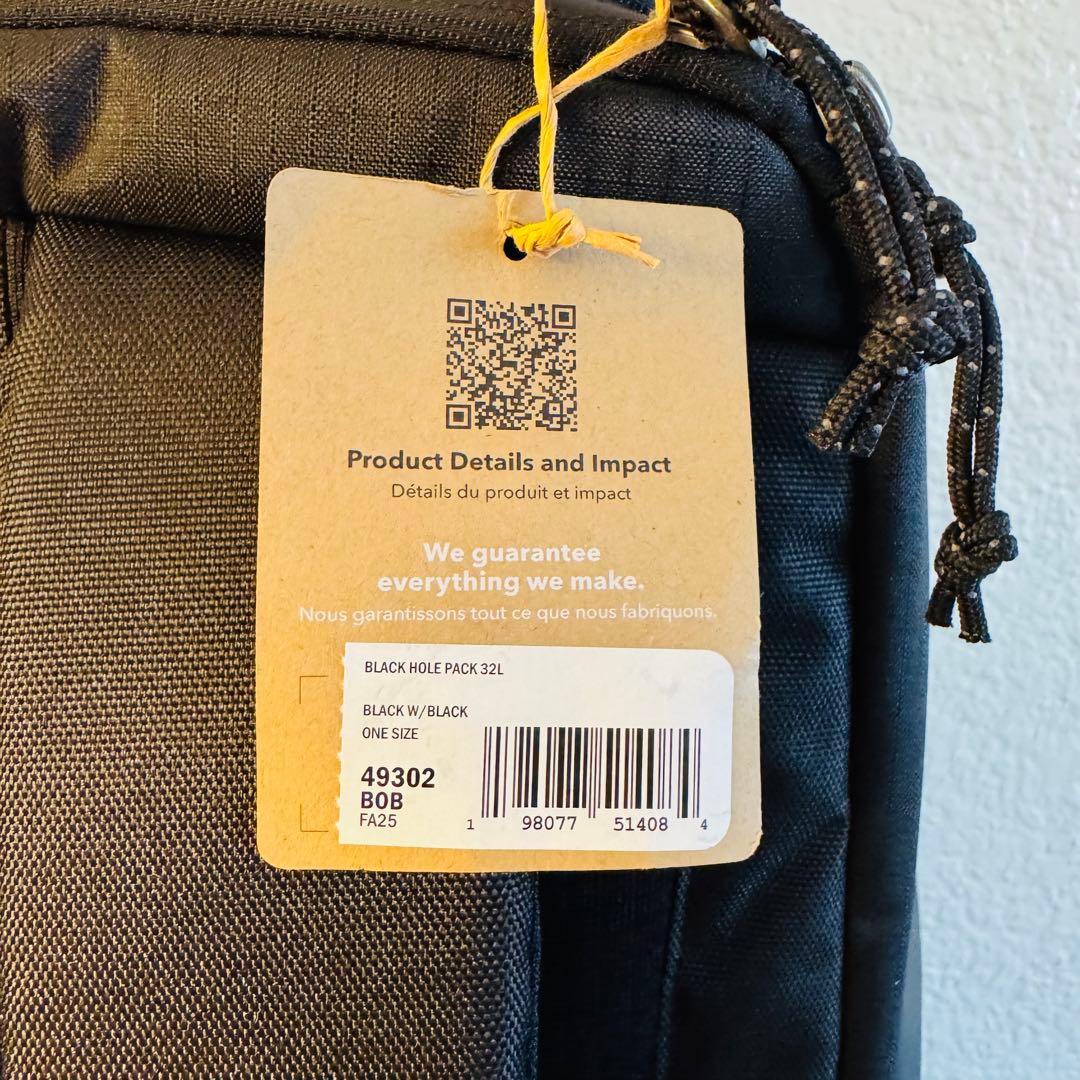 Product Details and Impact
Détails du produit et impact
We guarantee
everything we make.
Nous garantissons tout ce que nous fabriquons.
BLACK HOLE PACK 32L
BLACK W/BLACK
ONE SIZE
49302
BOB
FA25
1 98077 51408 4